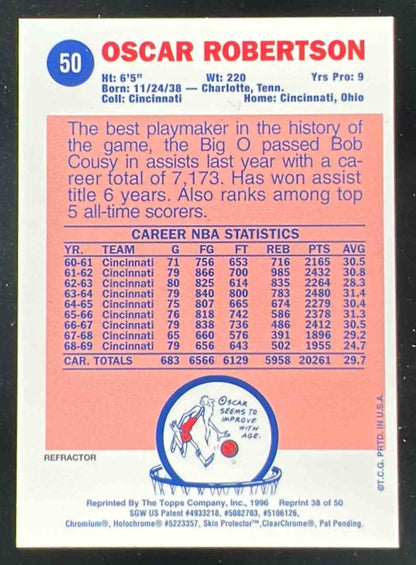 50
OSCAR ROBERTSON
Ht: 6'5" Wt: 220 Yrs Pro: 9
Born: 11/24/38 — Charlotte, Tenn.
Coll: Cincinnati Home: Cincinnati, Ohio
The best playmaker in the history of
the game, the Big O passed Bob
Cousy in assists last year with a ca-
reer total of 7,173. Has won assist
title 6 years. Also ranks among top
5 all-time scorers.
CAREER NBA STATISTICS
YR. TEAM G FG FT REB PTS AVG
60-61 Cincinnati 71 756 653 716 2165 30.5
61-62 Cincinnati 79 866 700 985 2432 30.8
62-63 Cincinnati 80 825 614 835 2264 28.3
63-64 Cincinnati 79 840 800 783 2480 31.4
64-65 Cincinnati 75 807 665 674 2279 30.4
65-66 Cincinnati 76 818 742 586 2378 31.3
66-67 Cincinnati 79 838 736 486 2412 30.5
67-68 Cincinnati 65 660 576 391 1896 29.2
68-69 Cincinnati 79 656 643 502 1955 24.7
CAR. TOTALS 683 6566 6129 5958 20261 29.7
OSCAR
SEEMS TO
IMPROVE
WITH
AGE.
©T.C.G. PRTD. IN U.S.A.
REFRACTOR
Reprinted By The Topps Company, Inc., 1996 Reprint 38 of 50
SGW US Patent #4933218, #5082703, #5106126,
Chromium®, Holochrome® #5223357, Skin Protector™,ClearChrome®, Pat Pending.